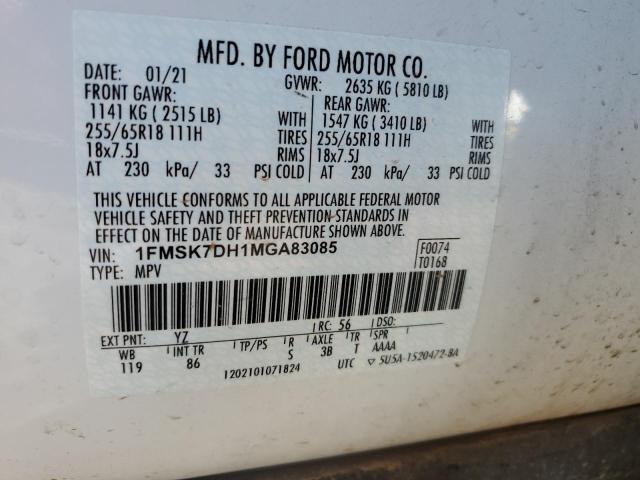 MFD. BY FORD MOTOR CO.
DATE: 01/21 GVWR: 2635 KG ( 5810 LB)
FRONT GAWR: REAR GAWR:
1141 KG ( 2515 LB) WITH 1547 KG ( 3410 LB) WITH
255/65R18 111H TIRES 255/65R18 111H TIRES
18x7.5J RIMS 18x7.5J RIMS
AT 230 kPa/ 33 PSI COLD AT 230 kPa/ 33 PSI COLD
THIS VEHICLE CONFORMS TO ALL APPLICABLE FEDERAL MOTOR
VEHICLE SAFETY AND THEFT PREVENTION STANDARDS IN
EFFECT ON THE DATE OF MANUFACTURE SHOWN ABOVE.
VIN: 1FMSK7DH1MGA83085 F0074
TYPE: MPV T0168
EXT PNT: YZ RC: 56 DSO:
WB INT TR TP/PS R AXLE TR SPR
119 86 S 3B T AAAA
1202101071824 UTC ▽ 5U5A-1520472-BA